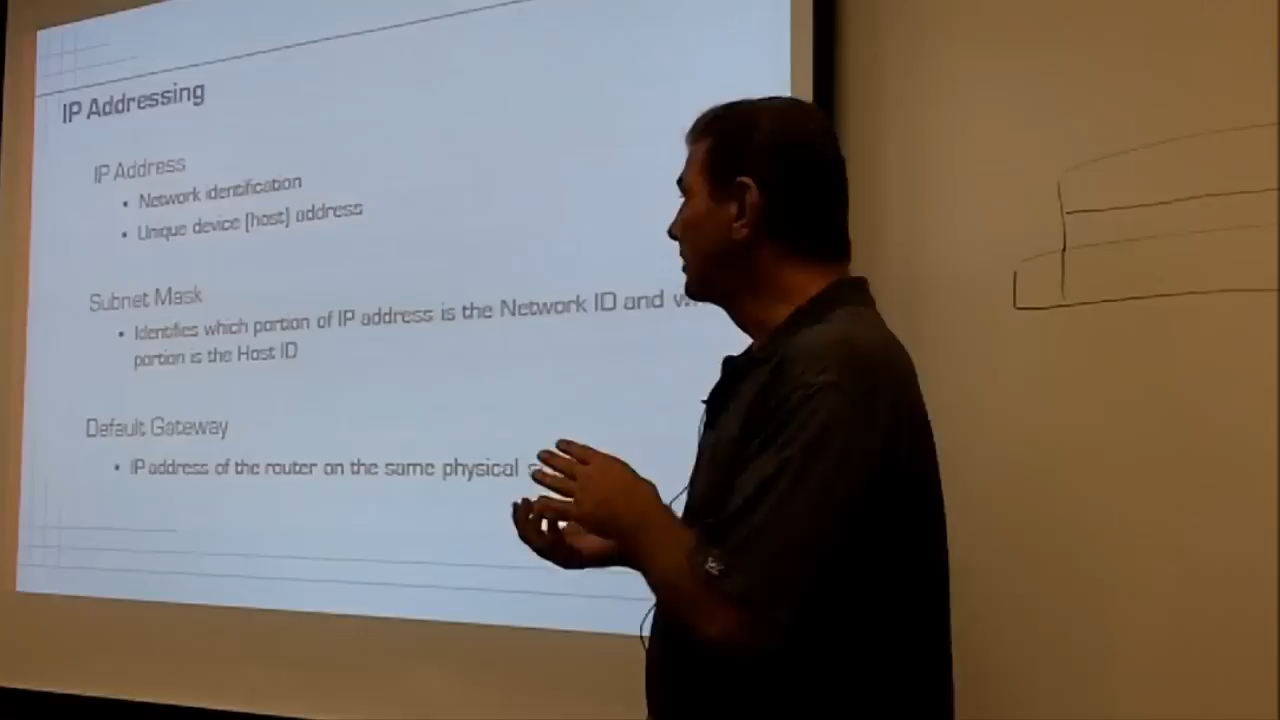 IP Addressing
IP Address
• Network identification
• Unique device (host) address
Subnet Mask
• Identifies which portion of IP address is the Network ID and
portion is the Host ID
Default Gateway
• IP address of the router on the same physical